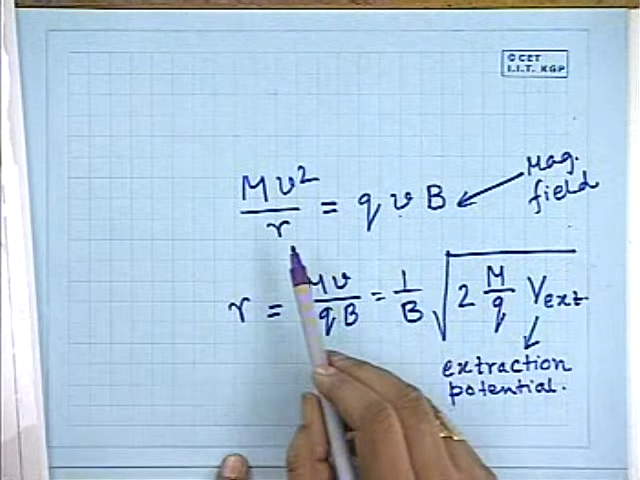 © CET
I.I.T. KGP
Mv²/r = qvB
Mag.
field
r = Mv/qB = 1/B √(2 M/q Vext)
extraction
potential.